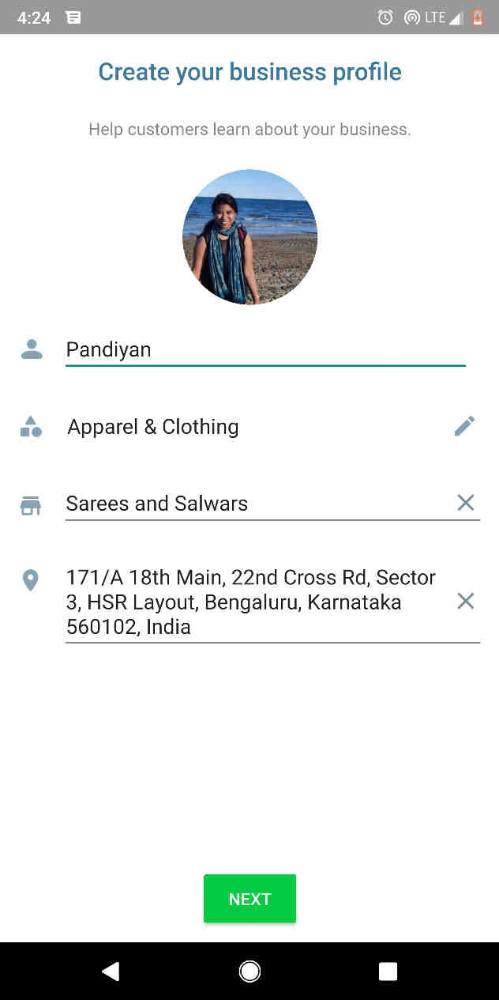 4:24
LTE
Create your business profile
Help customers learn about your business.
Pandiyan
Apparel & Clothing
Sarees and Salwars
171/A 18th Main, 22nd Cross Rd, Sector
3, HSR Layout, Bengaluru, Karnataka
560102, India
NEXT